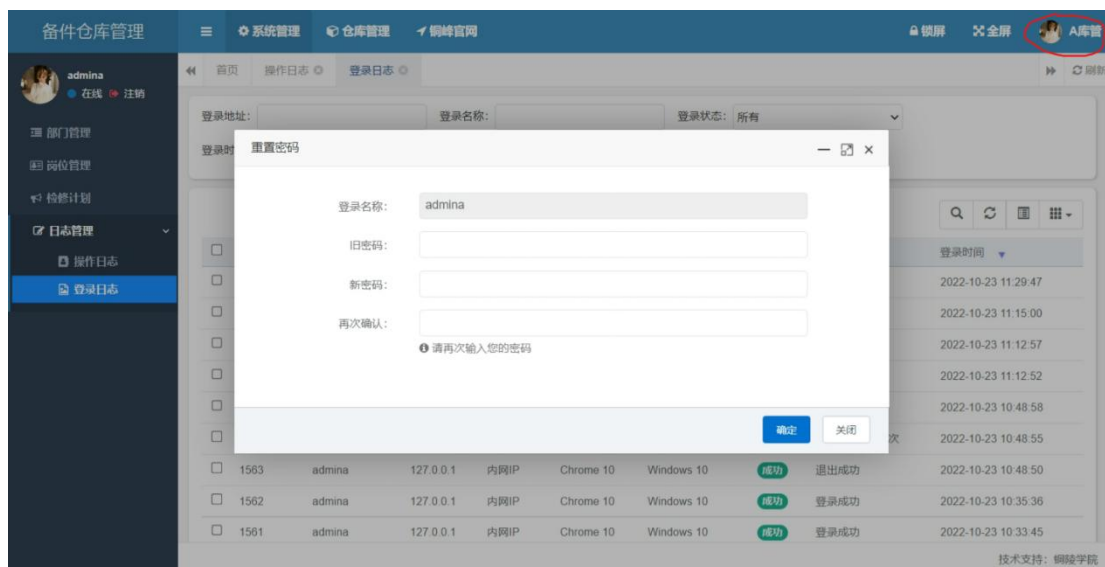 备件仓库管理 系统管理 仓库管理 铜峰官网 锁屏 全屏 A库管
admina
在线 注销
首页 操作日志 登录日志 刷新
部门管理
岗位管理
检修计划
日志管理
操作日志
登录日志
登录地址: 登录名称: 登录状态: 所有
登录时
重置密码
登录名称: admina
旧密码:
新密码:
再次确认:
请再次输入您的密码
确定 关闭
登录时间
2022-10-23 11:29:47
2022-10-23 11:15:00
2022-10-23 11:12:57
2022-10-23 11:12:52
2022-10-23 10:48:58
次 2022-10-23 10:48:55
1563 admina 127.0.0.1 内网IP Chrome 10 Windows 10 成功 退出成功 2022-10-23 10:48:50
1562 admina 127.0.0.1 内网IP Chrome 10 Windows 10 成功 登录成功 2022-10-23 10:35:36
1561 admina 127.0.0.1 内网IP Chrome 10 Windows 10 成功 登录成功 2022-10-23 10:33:45
技术支持: 铜陵学院